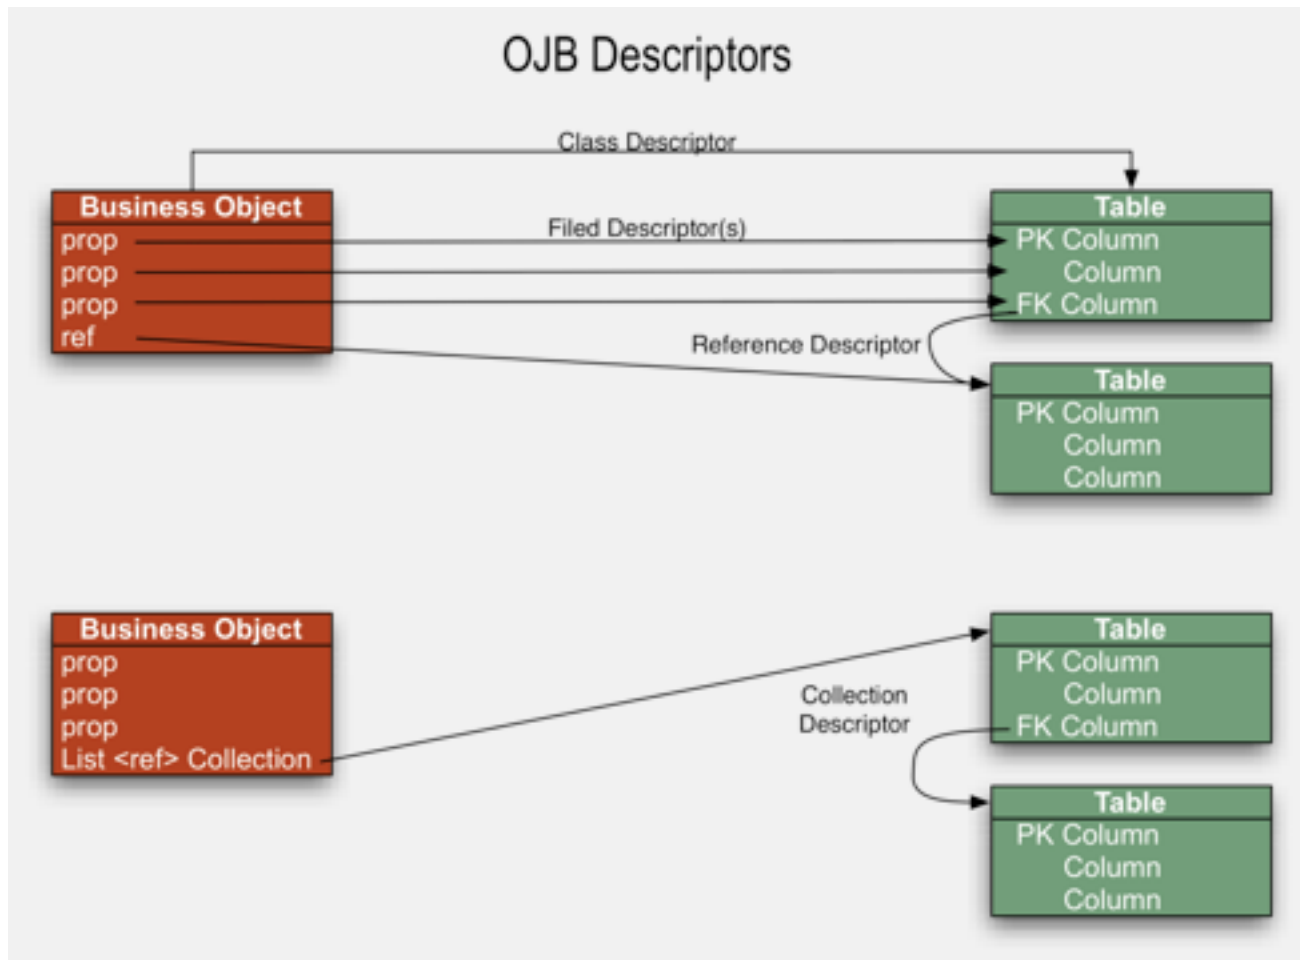 OJB Descriptors
Class Descriptor
Business Object
prop
prop
prop
ref
Filed Descriptor(s)
Reference Descriptor
Table
PK Column
Column
FK Column
Table
PK Column
Column
Column
Business Object
prop
prop
prop
List <ref> Collection
Collection
Descriptor
Table
PK Column
Column
FK Column
Table
PK Column
Column
Column